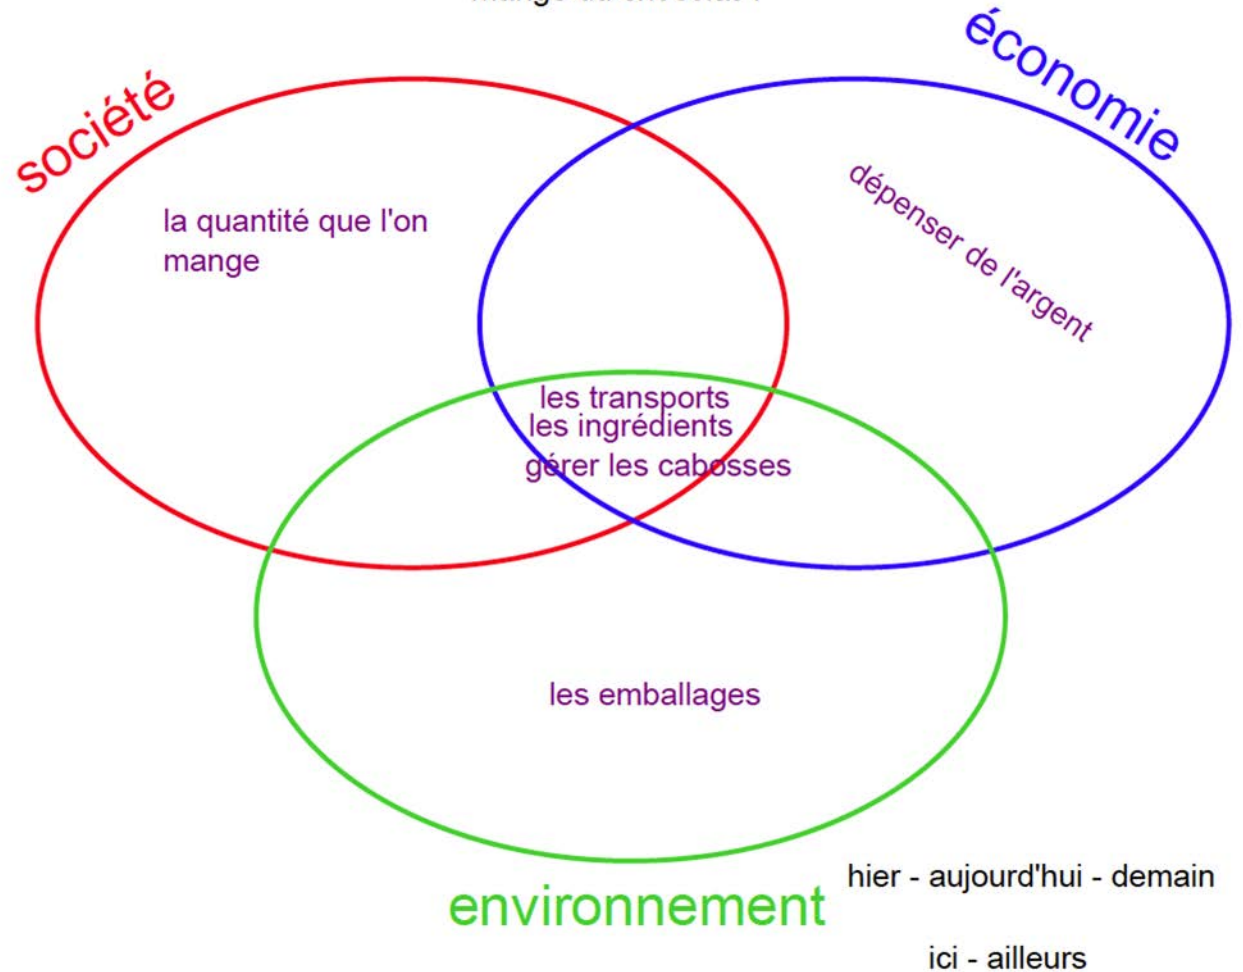 économie
société
dépenser de l'argent
la quantité que l'on
mange
les transports
les ingrédients
gérer les cabosses
les emballages
hier - aujourd'hui - demain
environnement
ici - ailleurs